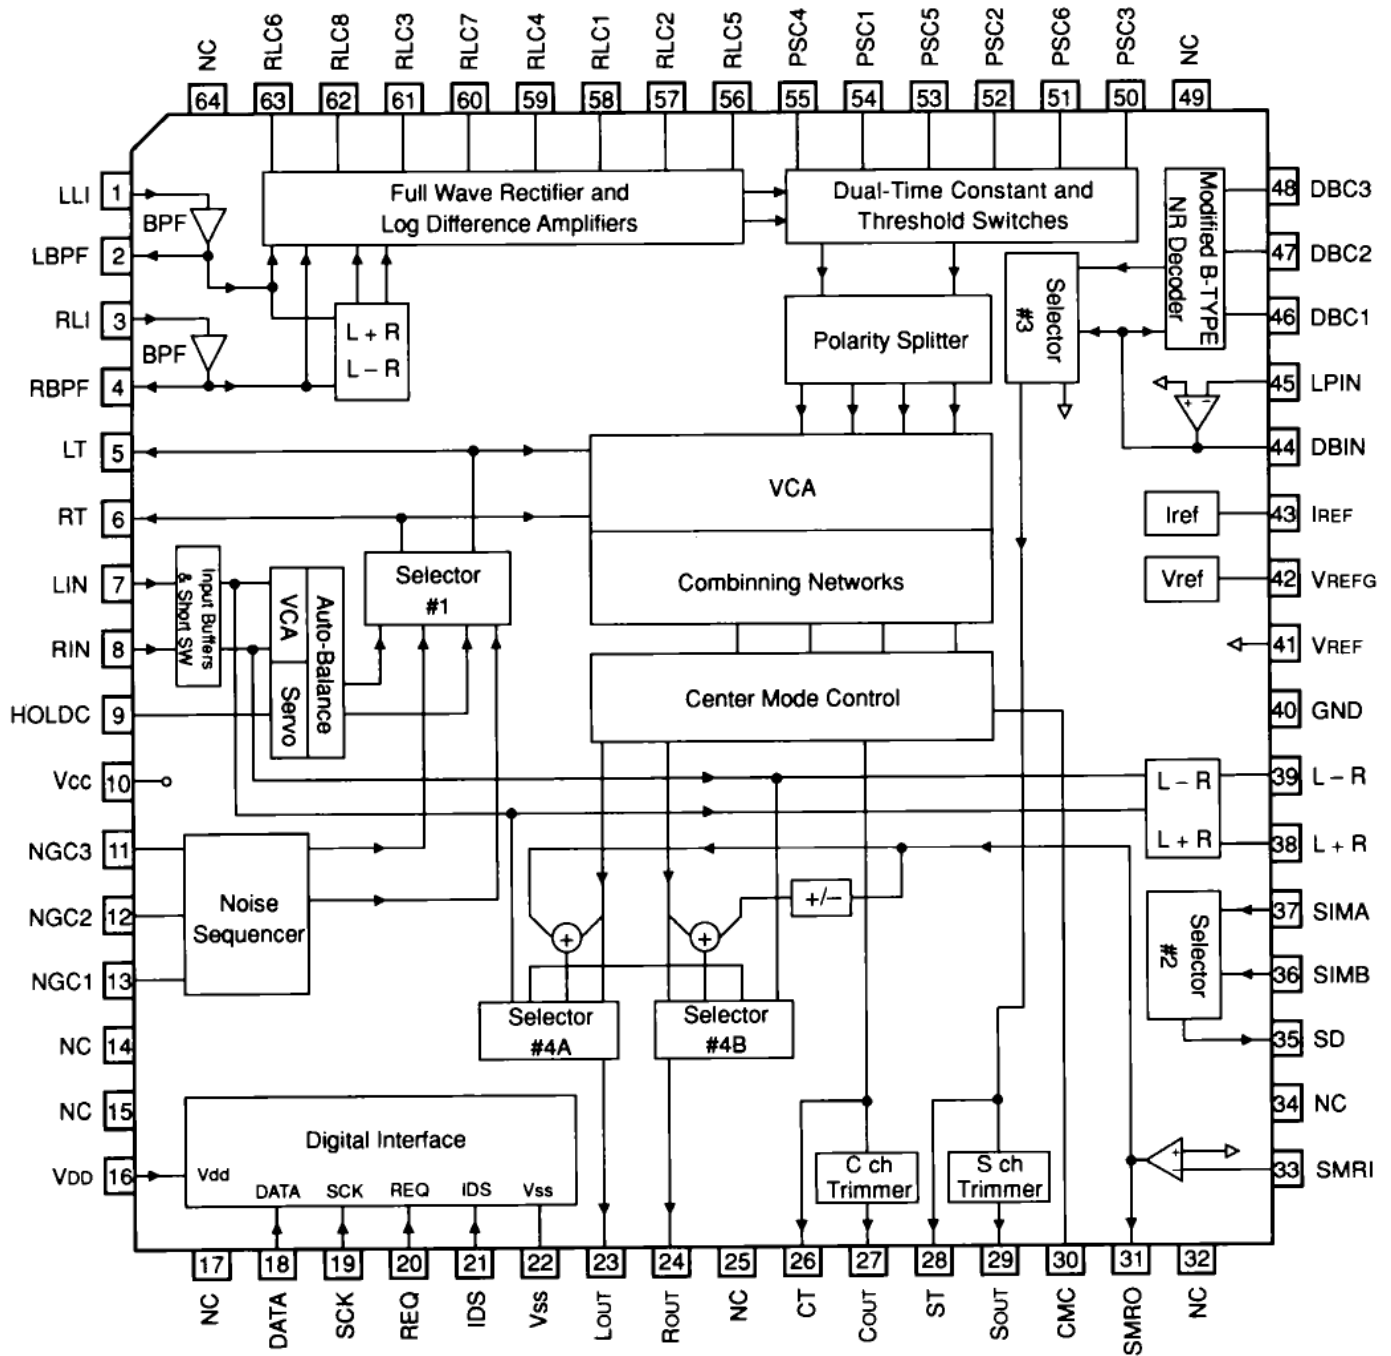 NC
RLC6
RLC8
RLC3
RLC7
RLC4
RLC1
RLC2
RLC5
PSC4
PSC1
PSC5
PSC2
PSC6
PSC3
NC
64
63
62
61
60
59
58
57
56
55
54
53
52
51
50
49
LLI 1
LBPF 2
RLI 3
RBPF 4
LT 5
RT 6
LIN 7
RIN 8
HOLDC 9
Vcc 10
NGC3 11
NGC2 12
NGC1 13
NC 14
NC 15
VDD 16
BPF
BPF
Full Wave Rectifier and
Log Difference Amplifiers
Dual-Time Constant and
Threshold Switches
Modified B-TYPE
NR Decoder
Selector
#3
L + R
L − R
Polarity Splitter
VCA
Combinning Networks
Selector
#1
Input Buffers
& Short SW
VCA
Servo
Auto-Balance
Center Mode Control
Iref
Vref
L − R
L + R
Noise
Sequencer
+/−
+
+
Selector
#4A
Selector
#4B
Selector
#2
Digital Interface
Vdd
DATA
SCK
REQ
IDS
Vss
C ch
Trimmer
S ch
Trimmer
+ −
+
−
48 DBC3
47 DBC2
46 DBC1
45 LPIN
44 DBIN
43 IREF
42 VREFG
41 VREF
40 GND
39 L − R
38 L + R
37 SIMA
36 SIMB
35 SD
34 NC
33 SMRI
17
18
19
20
21
22
23
24
25
26
27
28
29
30
31
32
NC
DATA
SCK
REQ
IDS
Vss
LOUT
ROUT
NC
CT
COUT
ST
SOUT
CMC
SMRO
NC